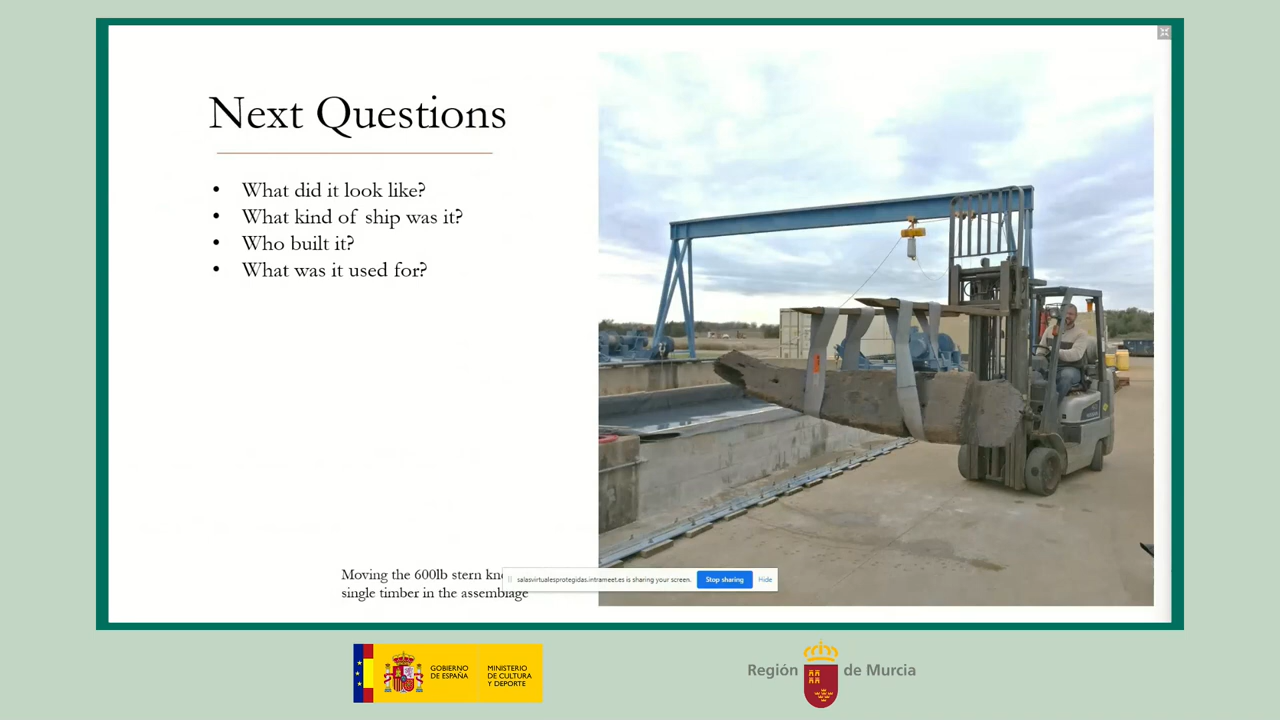 Next Questions
• What did it look like?
• What kind of ship was it?
• Who built it?
• What was it used for?
Moving the 600lb stern
single timber in the assemblage
salasvirtualesprotegidas.intrameet.es is sharing your screen.
Stop sharing
Hide
GOBIERNO
DE ESPAÑA
MINISTERIO
DE CULTURA
Y DEPORTE
Región de Murcia